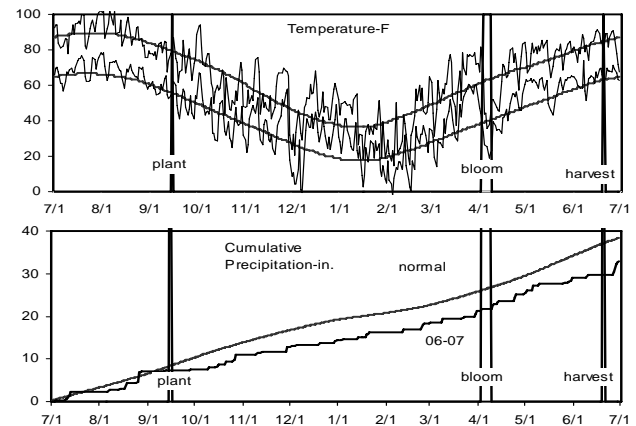 100
80
60
40
20
0
Temperature-F
plant
bloom
harvest
7/1 8/1 9/1 10/1 11/1 12/1 1/1 2/1 3/1 4/1 5/1 6/1 7/1
40
30
20
10
0
Cumulative
Precipitation-in.
normal
06-07
plant
bloom
harvest
7/1 8/1 9/1 10/1 11/1 12/1 1/1 2/1 3/1 4/1 5/1 6/1 7/1